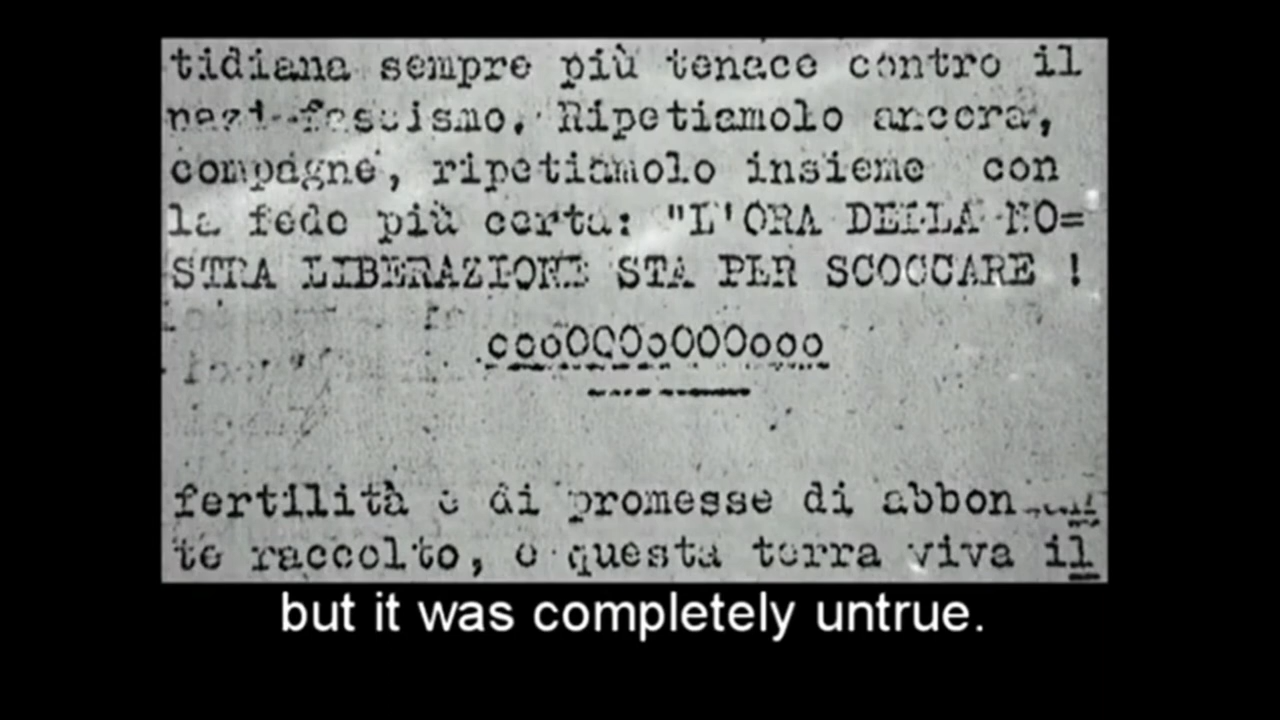 tidiana sempre più tenace contro il
nazi-fascismo. Ripetiamolo ancora,
compagne, ripetiamolo insieme con
la fede più certa: "L'ORA DELLA NO=
STRA LIBERAZIONE STA PER SCOCCARE !
oooOOOoOOOooo
fertilità e di promesse di
te raccolto, e questa terra viva il
but it was completely untrue.